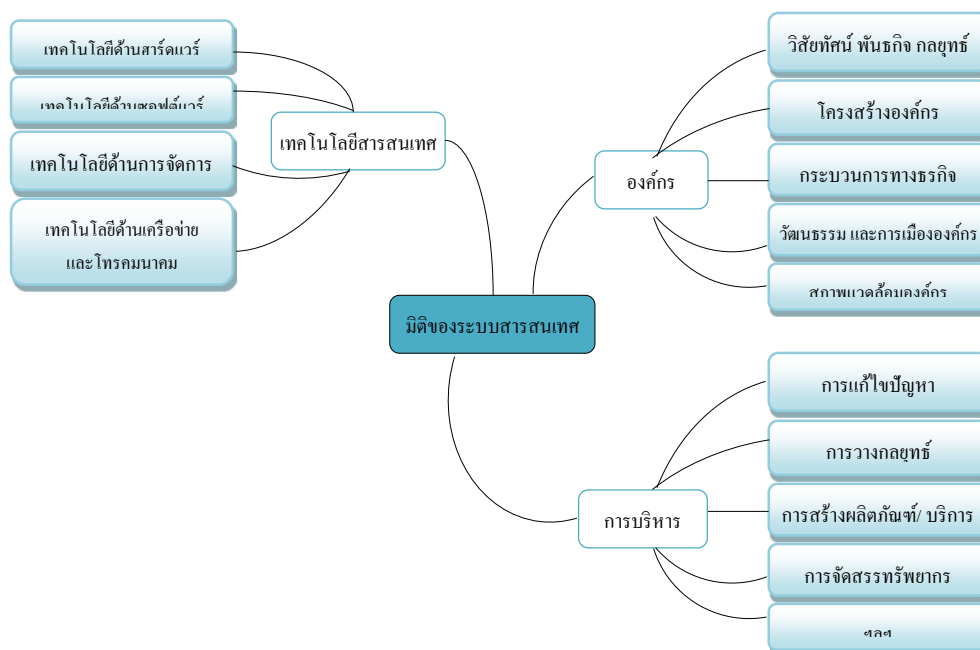 เทคโนโลยีด้านฮาร์ดแวร์
เทคโนโลยีด้านซอฟต์แวร์
เทคโนโลยีด้านการจัดการ
เทคโนโลยีด้านเครือข่าย
และโทรคมนาคม
เทคโนโลยีสารสนเทศ
มิติของระบบสารสนเทศ
องค์กร
วิสัยทัศน์ พันธกิจ กลยุทธ์
โครงสร้างองค์กร
กระบวนการทางธรกิจ
วัฒนธรรม และการเมืององค์กร
สภาพแวดล้อมองค์กร
การบริหาร
การแก้ไขปัญหา
การวางกลยุทธ์
การสร้างผลิตภัณฑ์/ บริการ
การจัดสรรทรัพยากร
ฯลฯ